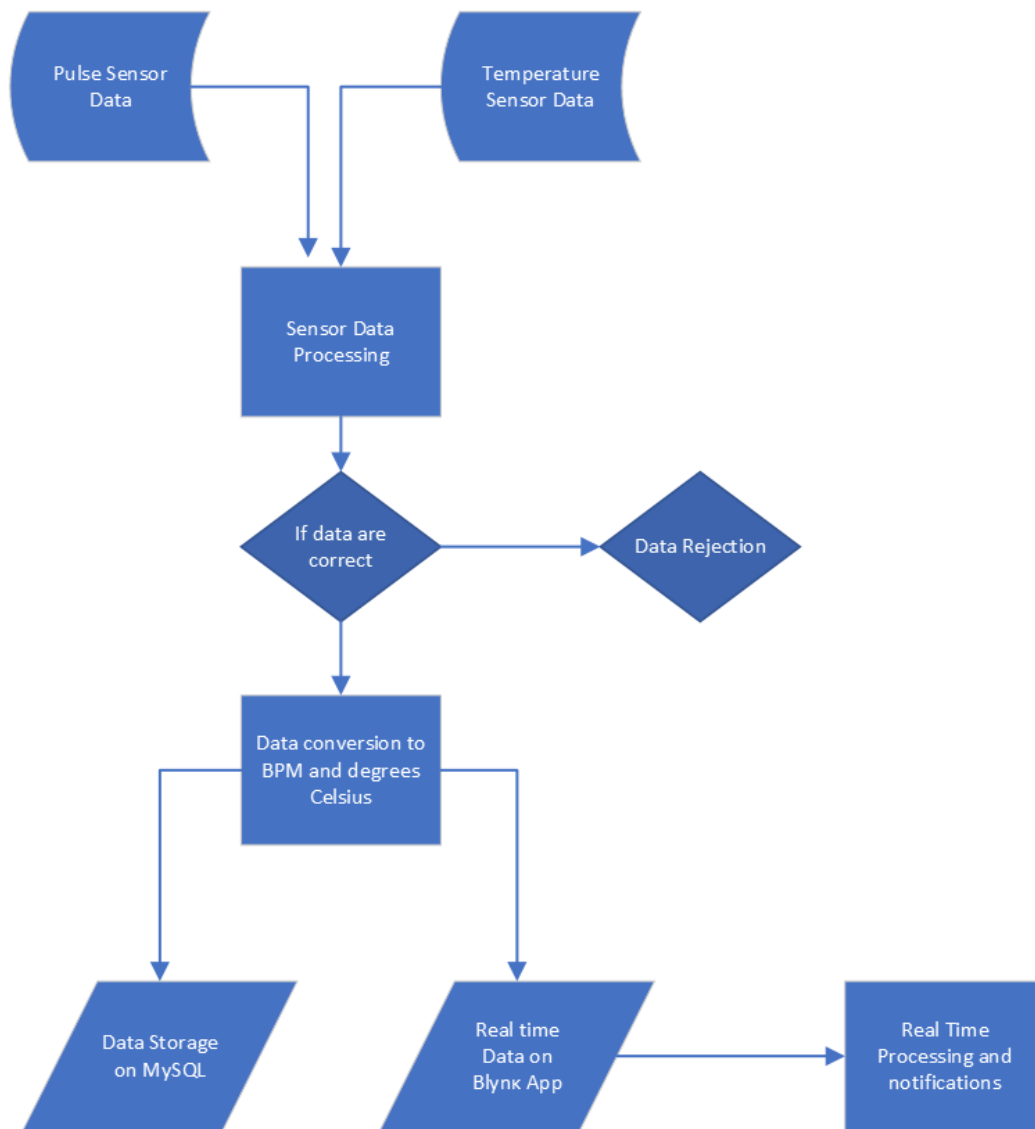 Pulse Sensor
Data
Temperature
Sensor Data
Sensor Data
Processing
If data are
correct
Data Rejection
Data conversion to
BPM and degrees
Celsius
Data Storage
on MySQL
Real time
Data on
Blynκ App
Real Time
Processing and
notifications